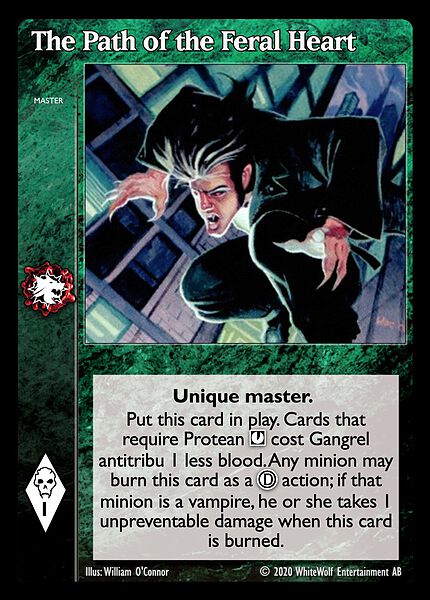 The Path of the Feral Heart
MASTER
Unique master.
Put this card in play. Cards that
require Protean cost Gangrel
antitribu 1 less blood. Any minion may
burn this card as a D action; if that
minion is a vampire, he or she takes 1
unpreventable damage when this card
is burned.
1
Illus: William O'Connor
© 2020 WhiteWolf Entertainment AB